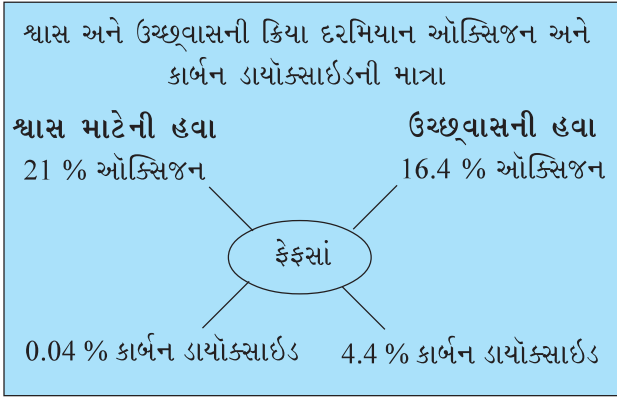 શ્વાસ અને ઉચ્છ્વાસની ક્રિયા દરમિયાન ઑક્સિજન અને
કાર્બન ડાયૉક્સાઇડની માત્રા
શ્વાસ માટેની હવા
ઉચ્છ્વાસની હવા
21 % ઑક્સિજન
16.4 % ઑક્સિજન
ફેફસાં
0.04 % કાર્બન ડાયૉક્સાઇડ
4.4 % કાર્બન ડાયૉક્સાઇડ